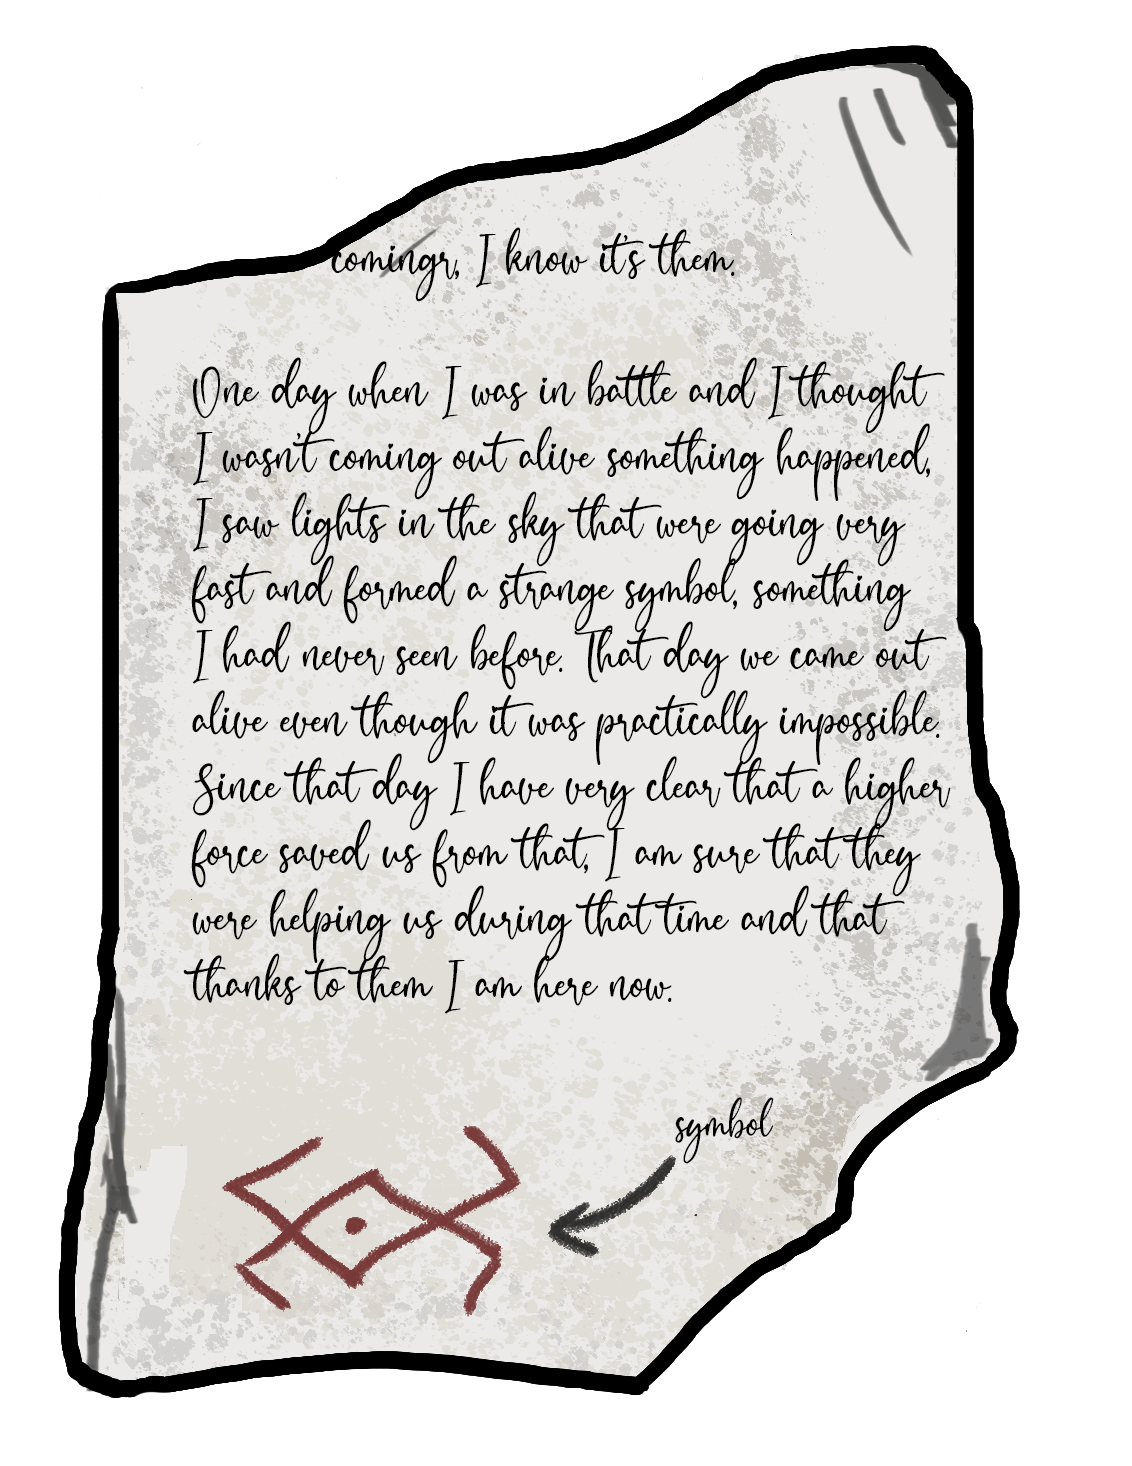 comingr, I know it's them.
One day when I was in battle and I thought
I wasn't coming out alive something happened,
I saw lights in the sky that were going very
fast and formed a strange symbol, something
I had never seen before. That day we came out
alive even though it was practically impossible.
Since that day I have very clear that a higher
force saved us from that, I am sure that they
were helping us during that time and that
thanks to them I am here now.
symbol